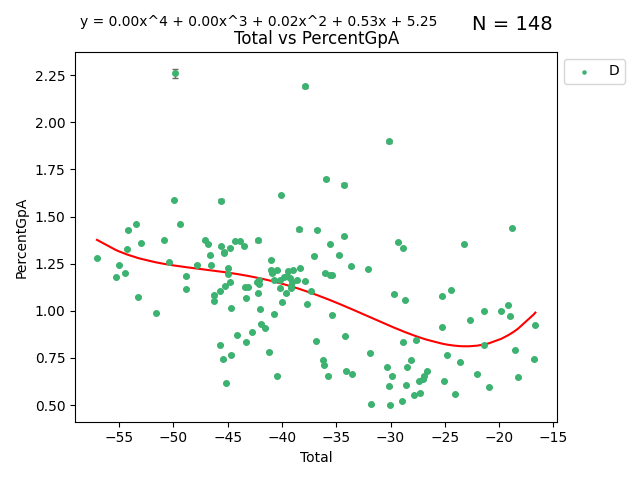 y = 0.00x^4 + 0.00x^3 + 0.02x^2 + 0.53x + 5.25
N = 148
Total vs PercentGpA
D
PercentGpA
2.25
2.00
1.75
1.50
1.25
1.00
0.75
0.50
−55 −50 −45 −40 −35 −30 −25 −20 −15
Total